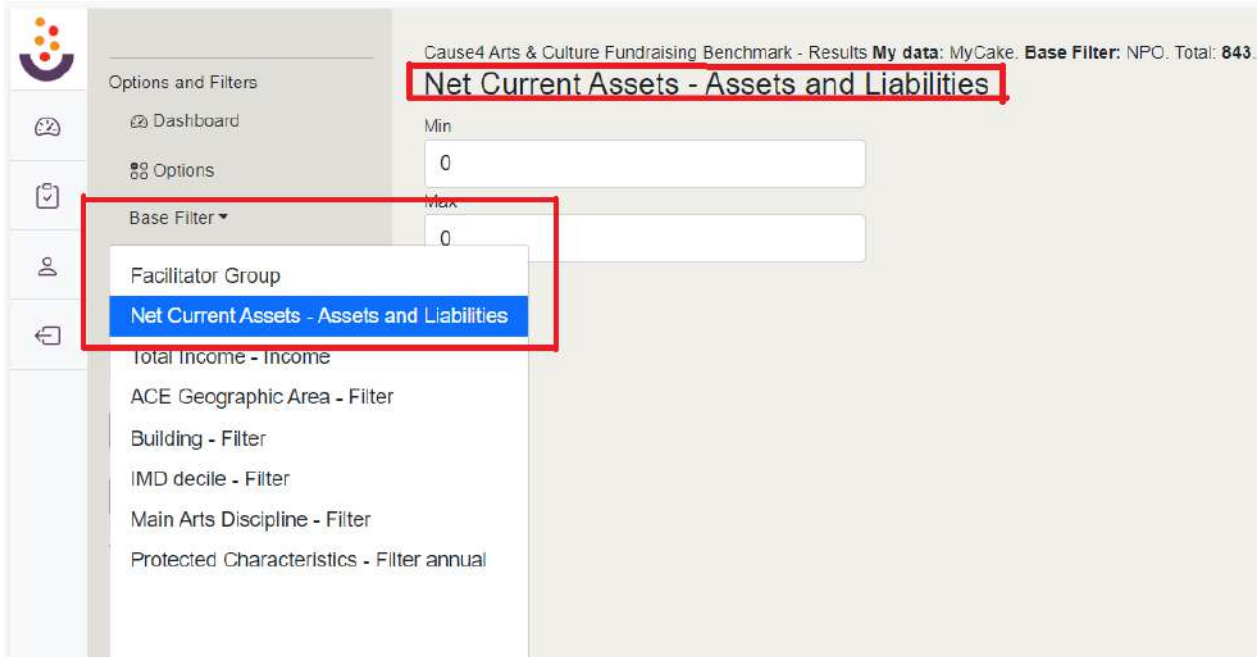 Cause4 Arts & Culture Fundraising Benchmark - Results My data: MyCake. Base Filter: NPO. Total: 843.
Net Current Assets - Assets and Liabilities
Options and Filters
Dashboard
Options
Base Filter
Facilitator Group
Net Current Assets - Assets and Liabilities
Total Income - Income
ACE Geographic Area - Filter
Building - Filter
IMD decile - Filter
Main Arts Discipline - Filter
Protected Characteristics - Filter annual
Min
0
Max
0